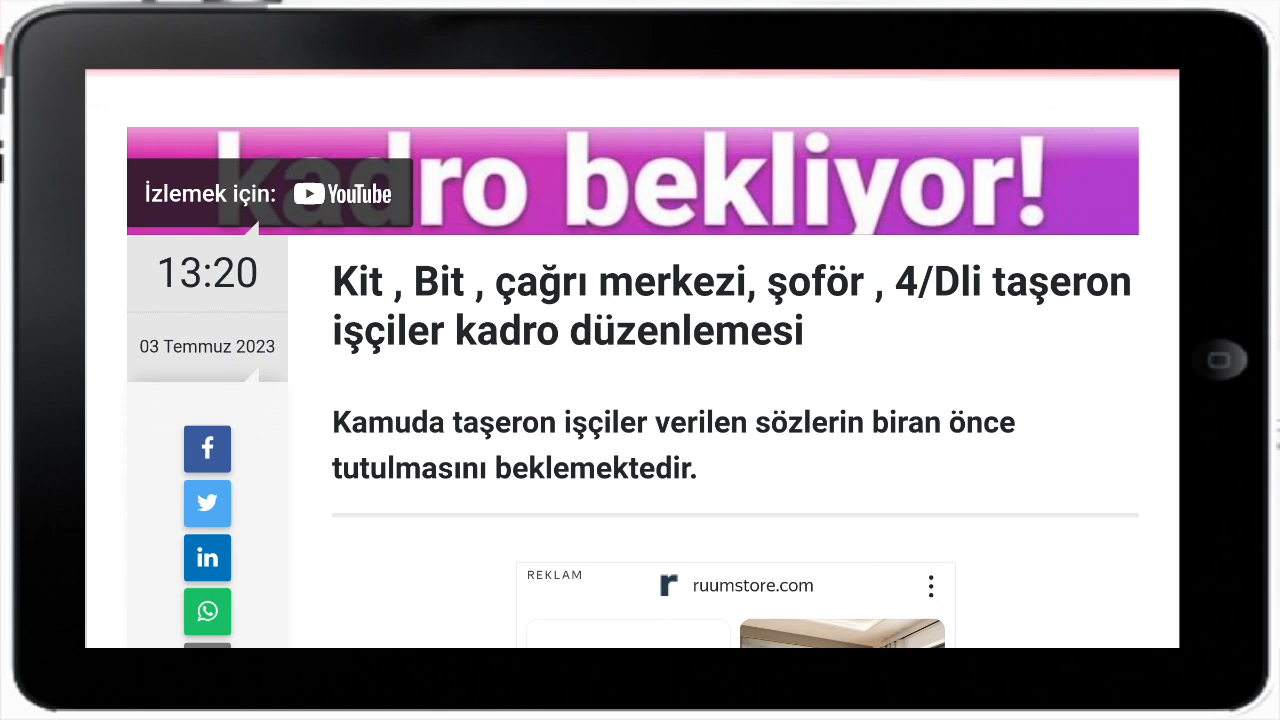 kadro bekliyor!
İzlemek için: YouTube
13:20
03 Temmuz 2023
Kit , Bit , çağrı merkezi, şoför , 4/Dli taşeron
işçiler kadro düzenlemesi
Kamuda taşeron işçiler verilen sözlerin biran önce
tutulmasını beklemektedir.
REKLAM
ruumstore.com